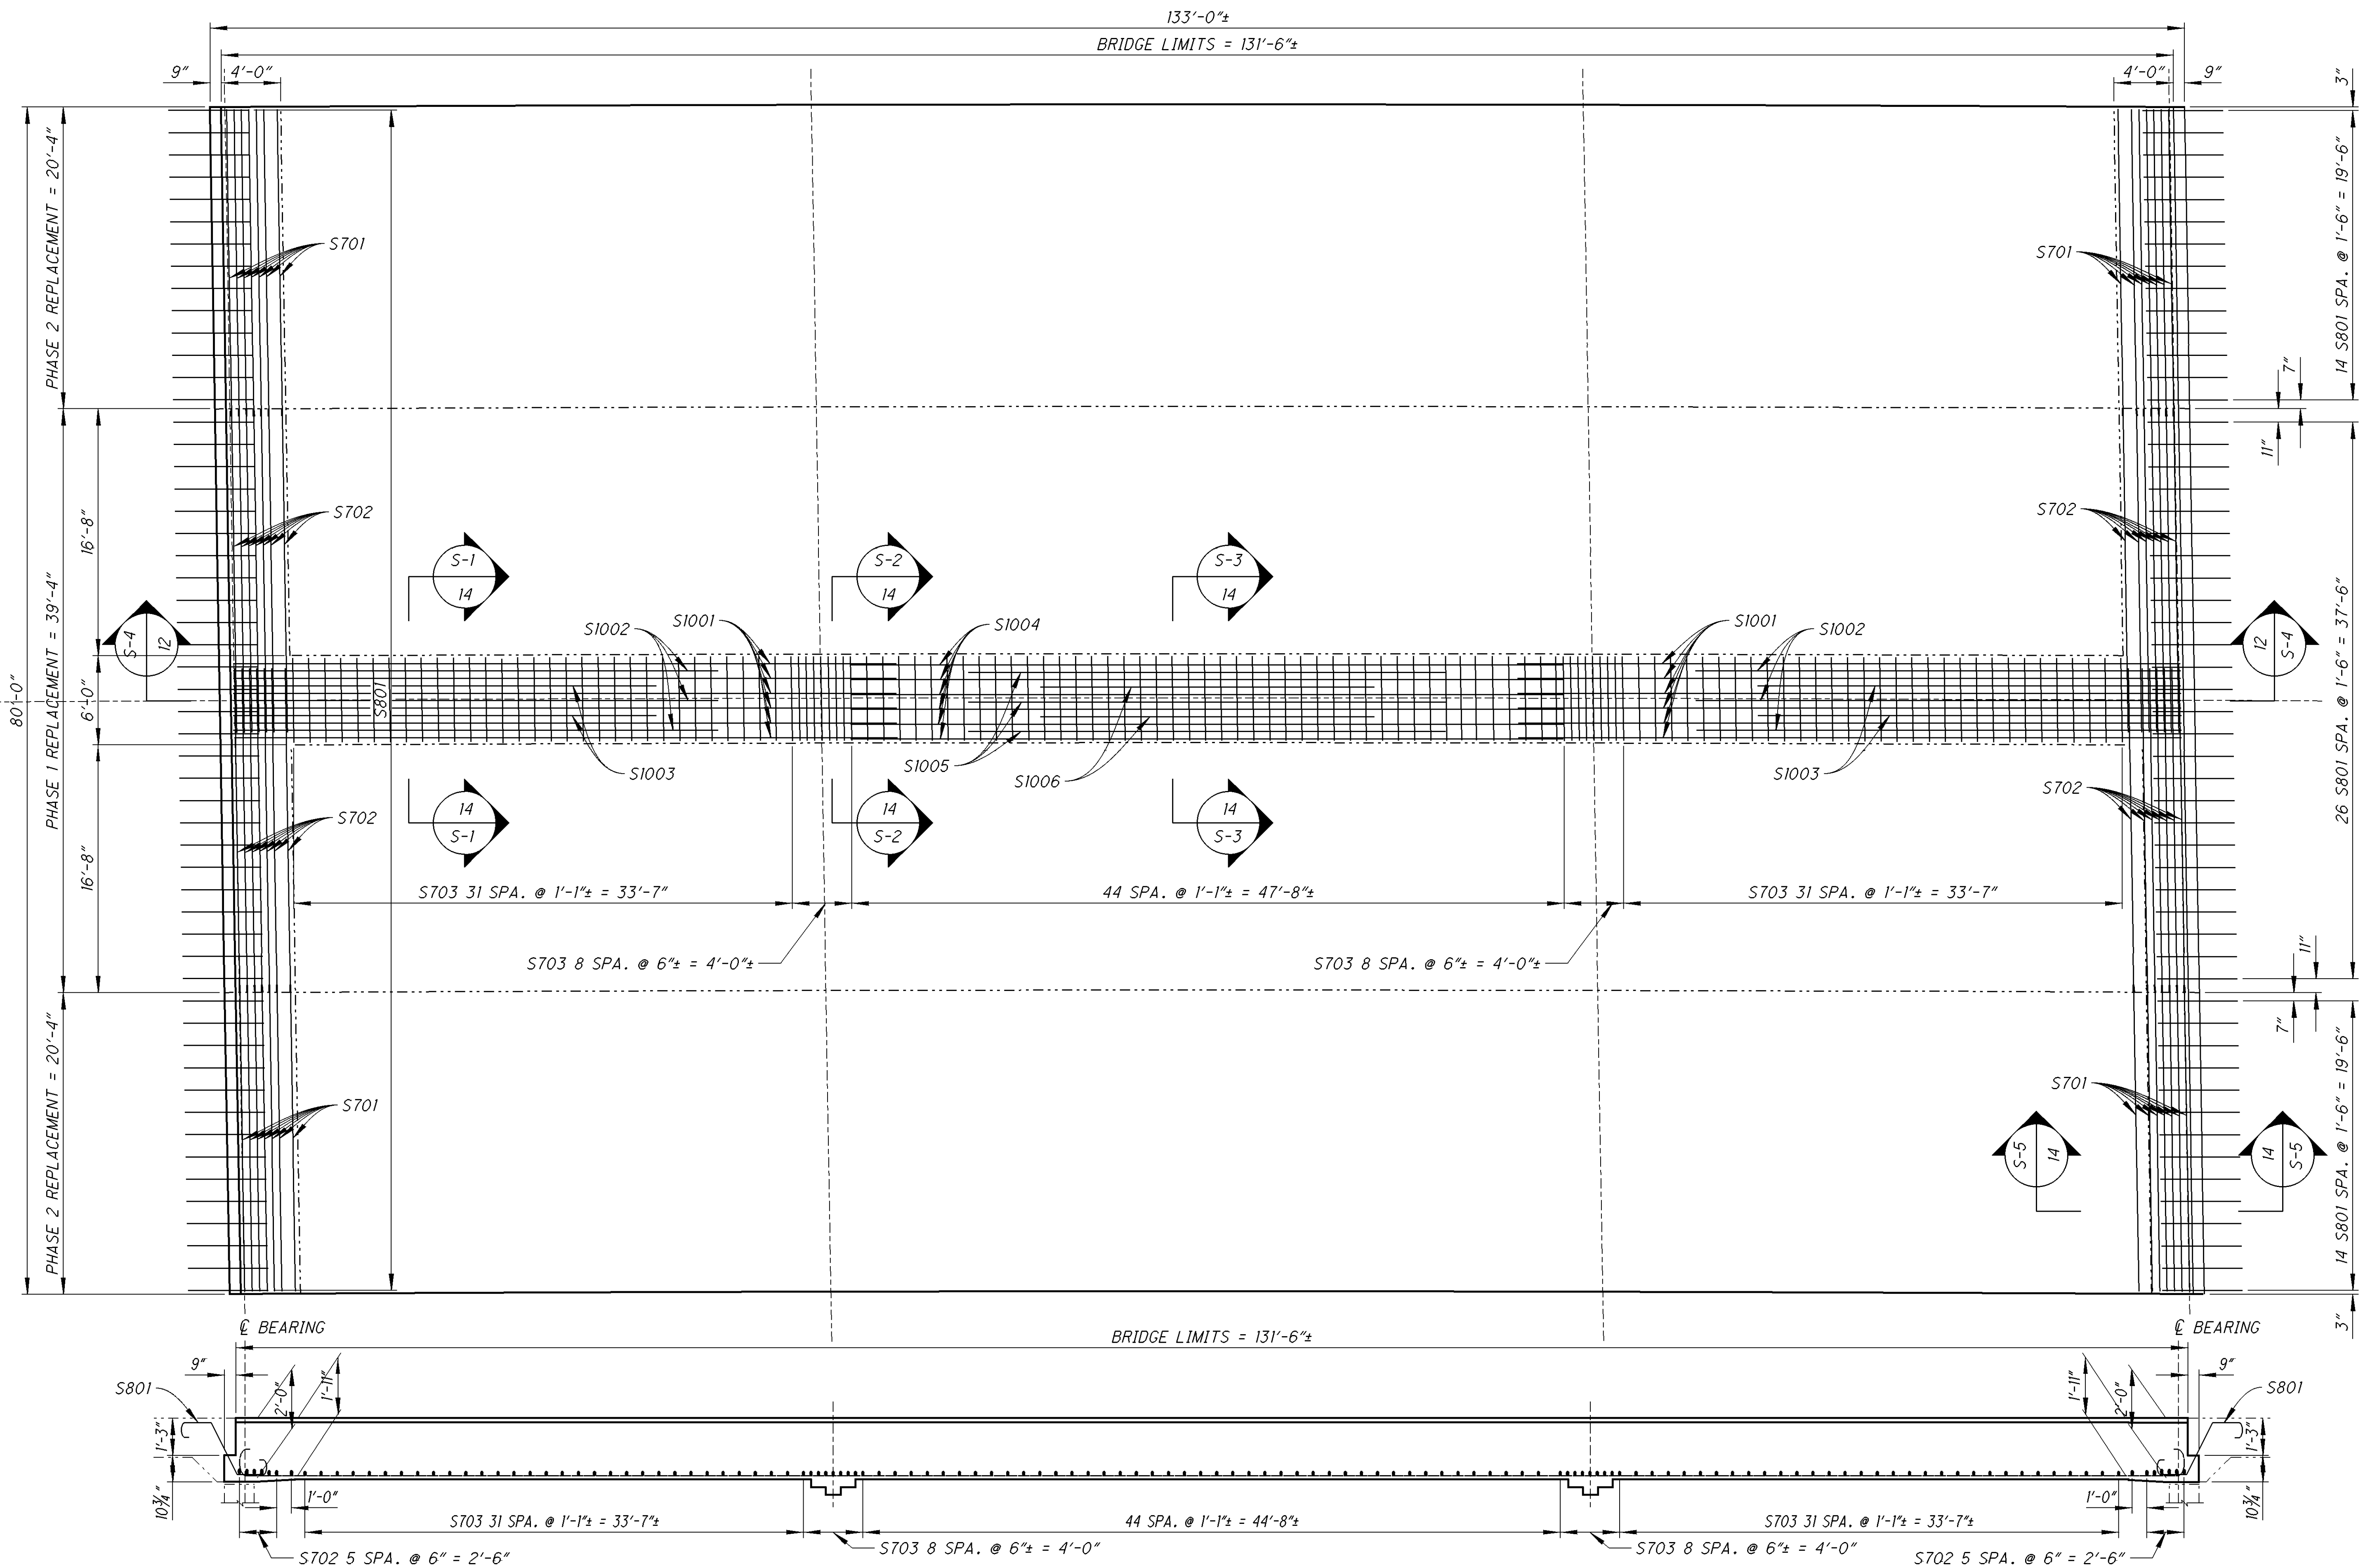 133'-0"±
BRIDGE LIMITS = 131'-6"±
9"
4'-0"
4'-0"
9"
3"
PHASE 2 REPLACEMENT = 20'-4"
14 S801 SPA. @ 1'-6" = 19'-6"
S701
S701
7"
11"
80'-0"
PHASE 1 REPLACEMENT = 39'-4"
16'-8"
S702
S702
S-1
14
S-2
14
S-3
14
S-4
12
12
S-4
S1002
S1001
S1004
S1001
S1002
6'-0"
S801
26 S801 SPA. @ 1'-6" = 37'-6"
S1003
S1005
S1006
S1003
S702
S702
14
S-1
14
S-2
14
S-3
16'-8"
S703 31 SPA. @ 1'-1"± = 33'-7"
44 SPA. @ 1'-1"± = 47'-8"±
S703 31 SPA. @ 1'-1"± = 33'-7"
S703 8 SPA. @ 6"± = 4'-0"±
S703 8 SPA. @ 6"± = 4'-0"±
11"
7"
PHASE 2 REPLACEMENT = 20'-4"
S701
S701
S-5
14
14
S-5
14 S801 SPA. @ 1'-6" = 19'-6"
3"
℄ BEARING
℄ BEARING
BRIDGE LIMITS = 131'-6"±
9"
9"
S801
S801
2'-0"
1'-11"
1'-11"
2'-0"
1'-3"
1'-3"
10¾"
10¾"
1'-0"
1'-0"
S703 31 SPA. @ 1'-1"± = 33'-7"±
44 SPA. @ 1'-1"± = 44'-8"±
S703 31 SPA. @ 1'-1"± = 33'-7"±
S702 5 SPA. @ 6" = 2'-6"
S703 8 SPA. @ 6"± = 4'-0"
S703 8 SPA. @ 6"± = 4'-0"
S702 5 SPA. @ 6" = 2'-6"